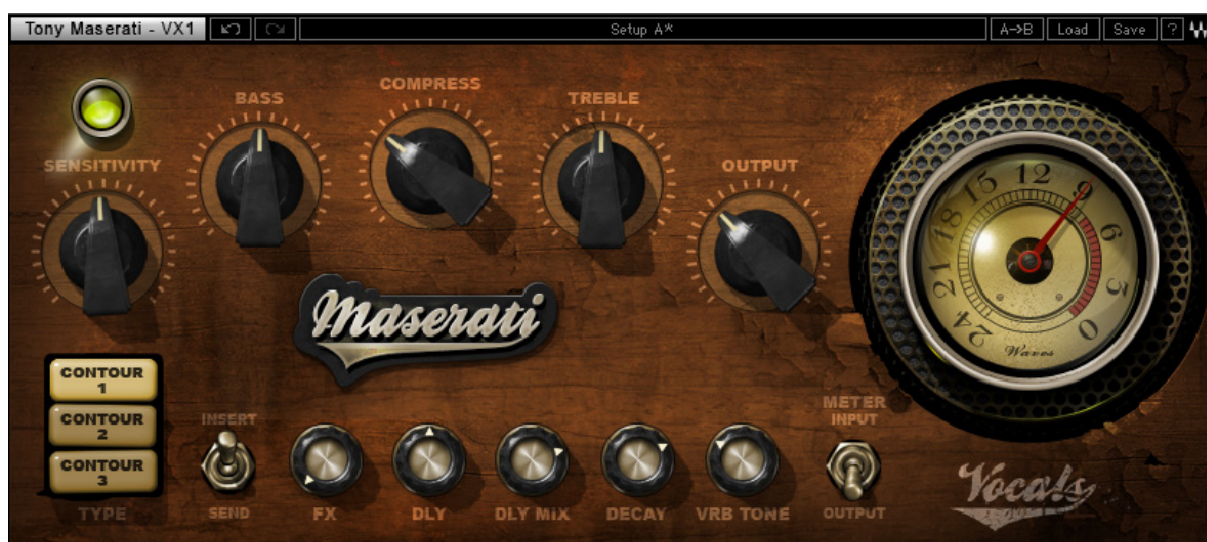 Tony Maserati - VX1
Setup A*
A->B
Load
Save
?
BASS
COMPRESS
TREBLE
SENSITIVITY
OUTPUT
24 21 18 15 12 9 6 3 0
Waves
Maserati
CONTOUR
1
CONTOUR
2
CONTOUR
3
TYPE
INSERT
SEND
FX
DLY
DLY MIX
DECAY
VRB TONE
METER
INPUT
OUTPUT
Vocals